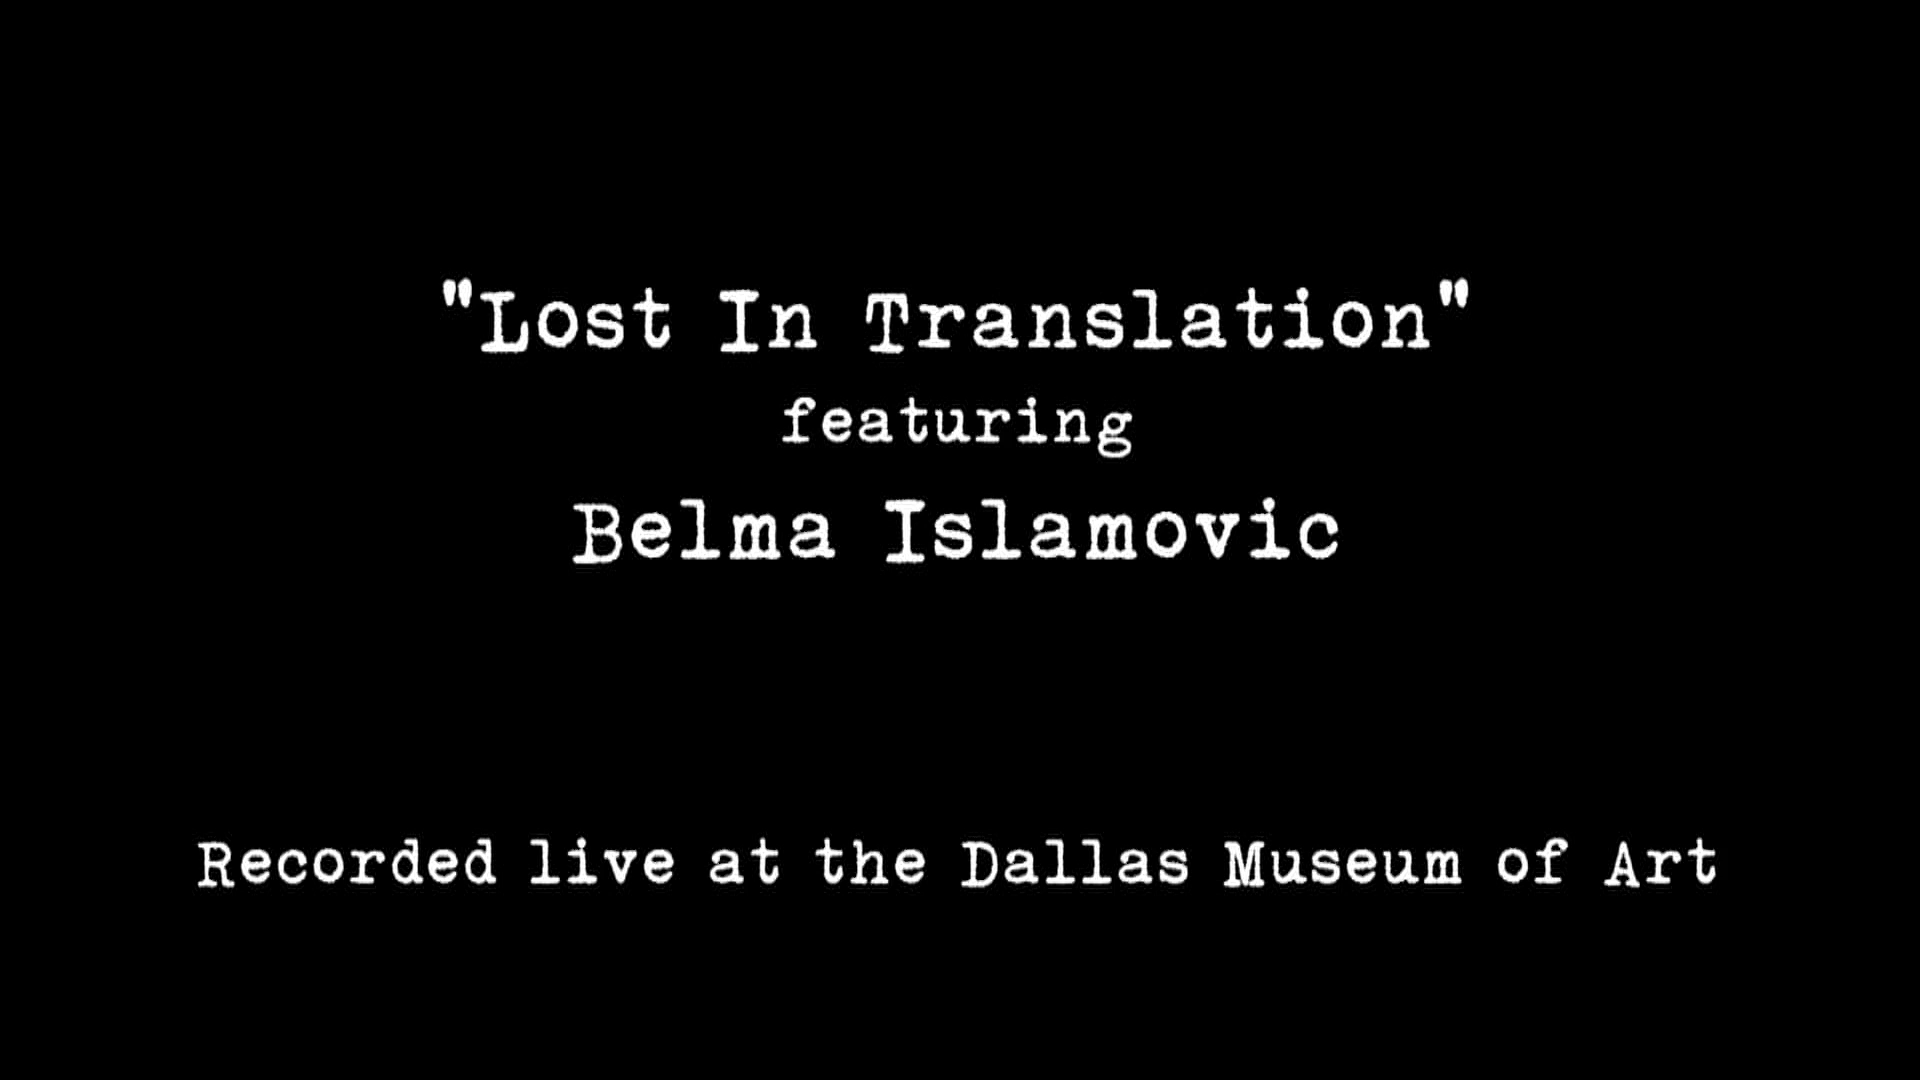 "Lost In Translation"
featuring
Belma Islamovic
Recorded live at the Dallas Museum of Art